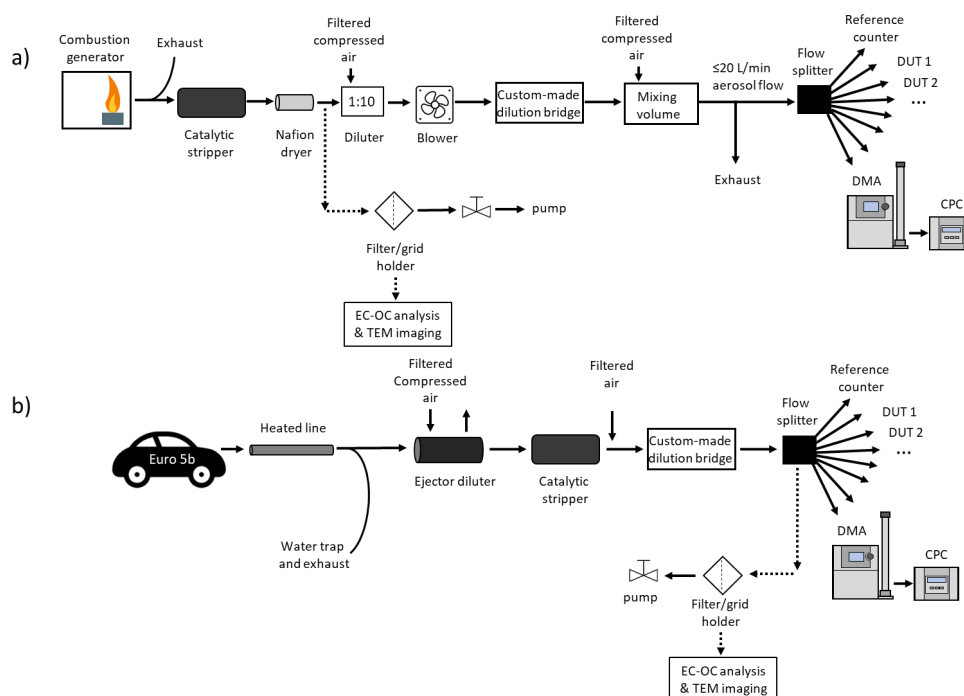 a)
Combustion
generator
Exhaust
Catalytic
stripper
Nafion
dryer
Filtered
compressed
air
1:10
Diluter
Blower
Custom-made
dilution bridge
Filtered
compressed
air
Mixing
volume
≤20 L/min
aerosol flow
Exhaust
Flow
splitter
Reference
counter
DUT 1
DUT 2
...
DMA
CPC
Filter/grid
holder
pump
EC-OC analysis
& TEM imaging
b)
Euro 5b
Heated line
Water trap
and exhaust
Filtered
Compressed
air
Ejector diluter
Catalytic
stripper
Filtered
air
Custom-made
dilution bridge
Flow
splitter
Reference
counter
DUT 1
DUT 2
...
DMA
CPC
pump
Filter/grid
holder
EC-OC analysis
& TEM imaging